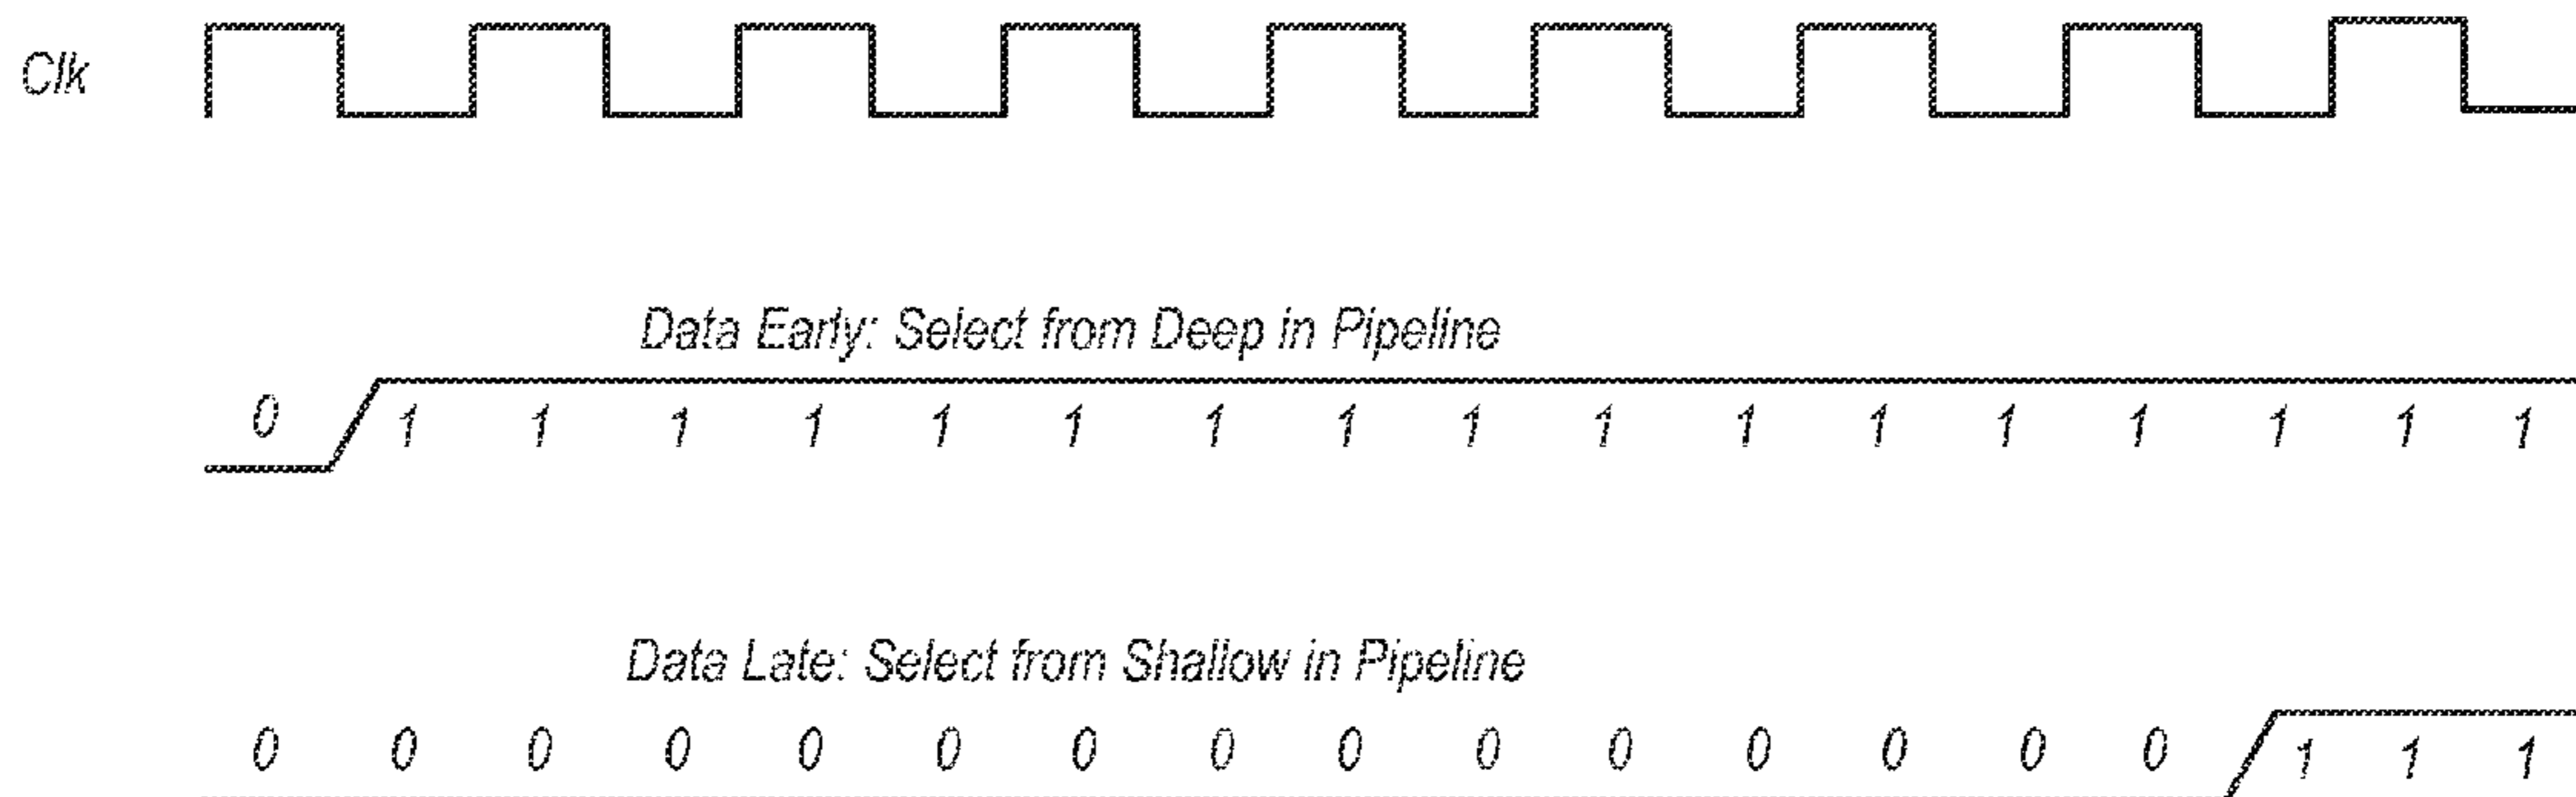 Clk
Data Early: Select from Deep in Pipeline
0 1 1 1 1 1 1 1 1 1 1 1 1 1 1 1 1 1
Data Late: Select from Shallow in Pipeline
0 0 0 0 0 0 0 0 0 0 0 0 0 0 0 1 1 1